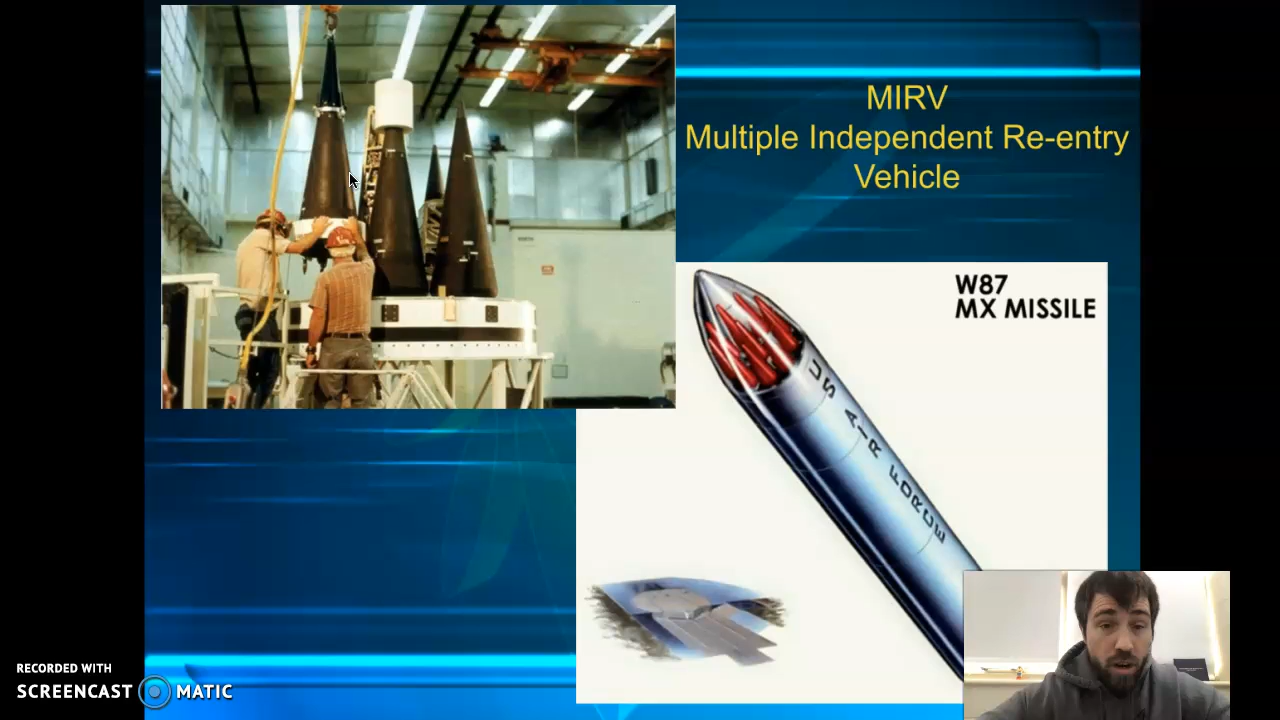 MIRV
Multiple Independent Re-entry
Vehicle
W87
MX MISSILE
US AIR FORCE
RECORDED WITH
SCREENCAST MATIC